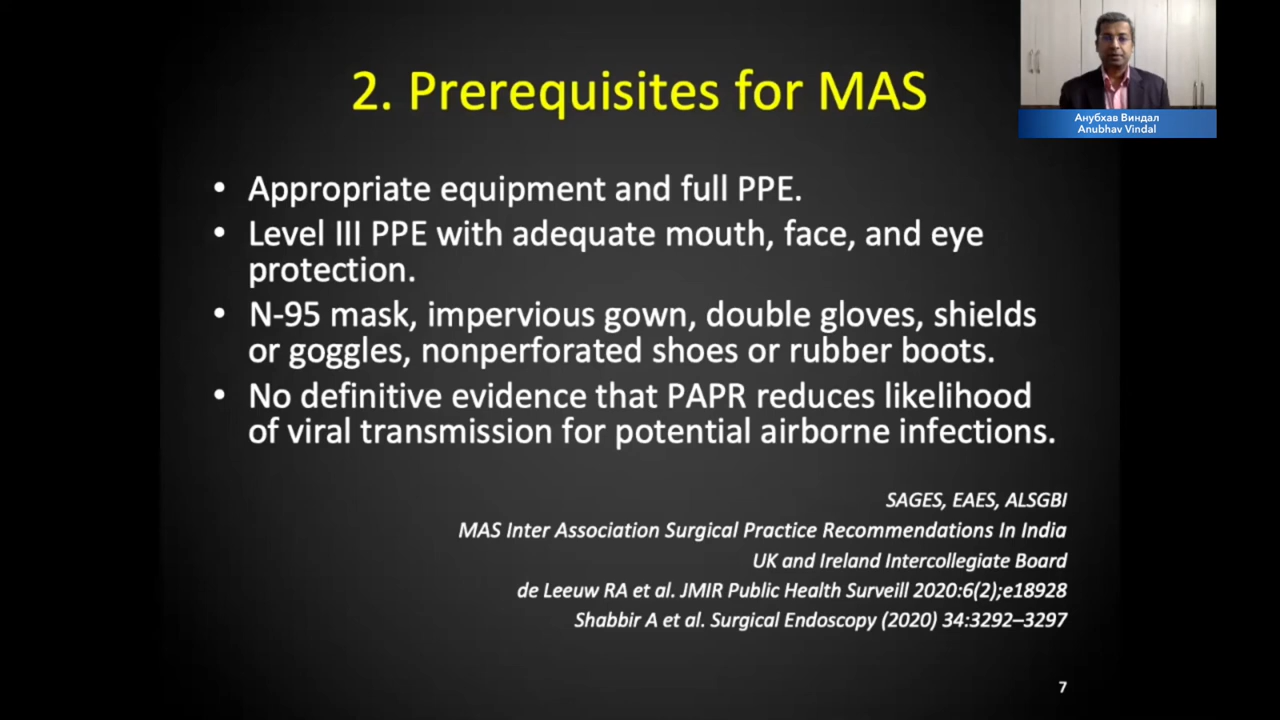 2. Prerequisites for MAS
Анубхав Виндал
Anubhav Vindal
• Appropriate equipment and full PPE.
• Level III PPE with adequate mouth, face, and eye
protection.
• N-95 mask, impervious gown, double gloves, shields
or goggles, nonperforated shoes or rubber boots.
• No definitive evidence that PAPR reduces likelihood
of viral transmission for potential airborne infections.
SAGES, EAES, ALSGBI
MAS Inter Association Surgical Practice Recommendations In India
UK and Ireland Intercollegiate Board
de Leeuw RA et al. JMIR Public Health Surveill 2020:6(2);e18928
Shabbir A et al. Surgical Endoscopy (2020) 34:3292–3297
7